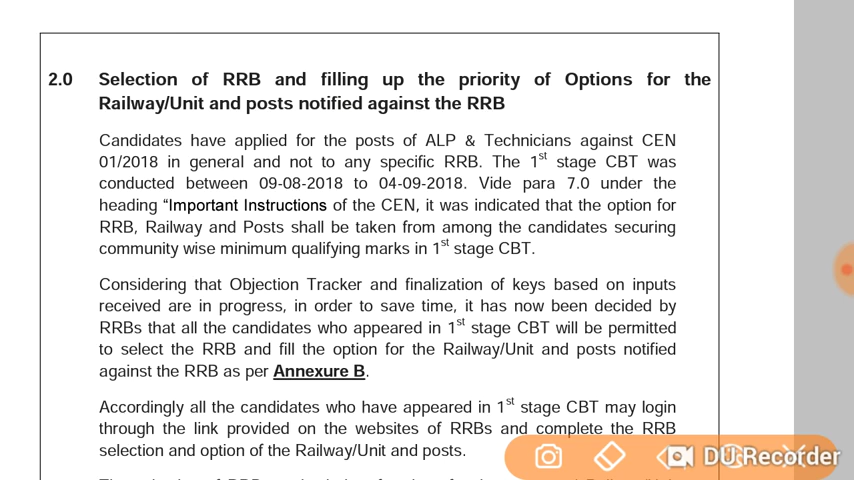 2.0 Selection of RRB and filling up the priority of Options for the
Railway/Unit and posts notified against the RRB
Candidates have applied for the posts of ALP & Technicians against CEN
01/2018 in general and not to any specific RRB. The 1st stage CBT was
conducted between 09-08-2018 to 04-09-2018. Vide para 7.0 under the
heading “Important Instructions of the CEN, it was indicated that the option for
RRB, Railway and Posts shall be taken from among the candidates securing
community wise minimum qualifying marks in 1st stage CBT.
Considering that Objection Tracker and finalization of keys based on inputs
received are in progress, in order to save time, it has now been decided by
RRBs that all the candidates who appeared in 1st stage CBT will be permitted
to select the RRB and fill the option for the Railway/Unit and posts notified
against the RRB as per Annexure B.
Accordingly all the candidates who have appeared in 1st stage CBT may login
through the link provided on the websites of RRBs and complete the RRB
selection and option of the Railway/Unit and posts.
DU Recorder